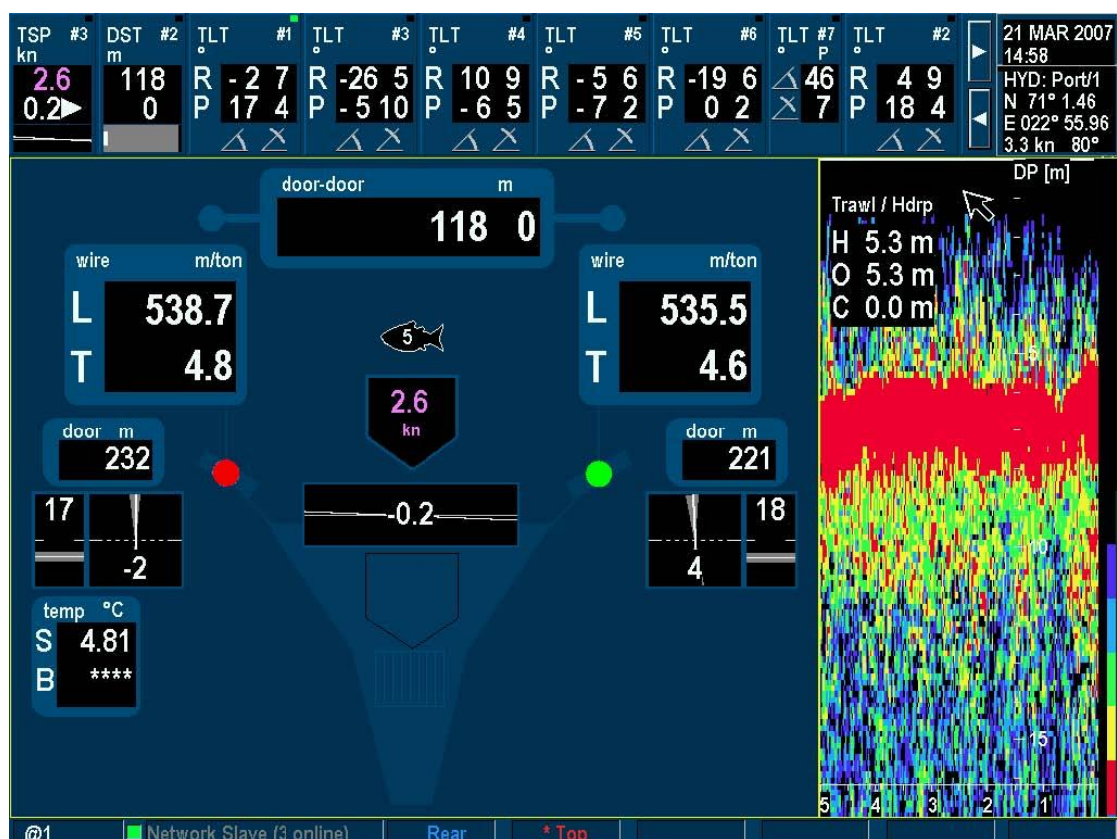 TSP #3 DST #2 TLT #1 TLT #3 TLT #4 TLT #5 TLT #6 TLT #7 TLT #2
kn m ° ° ° ° ° P °
2.6 118 R - 2 7 R -26 5 R 10 9 R - 5 6 R -19 6 46 R 4 9
0.2 0 P 17 4 P - 5 10 P - 6 5 P - 7 2 P 0 2 7 P 18 4
21 MAR 2007
14:58
HYD: Port/1
N 71° 1.46
E 022° 55.96
3.3 kn 80°
door-door m
118 0
wire m/ton
L 538.7
T 4.8
wire m/ton
L 535.5
T 4.6
5
2.6
kn
door m
232
door m
221
-0.2
17
-2
4
18
temp °C
S 4.81
B ****
DP [m]
Trawl / Hdrp
H 5.3 m
O 5.3 m
C 0.0 m
5
10
15
5 4 3 2 1
@1 Network Slave (3 online) Rear * Top